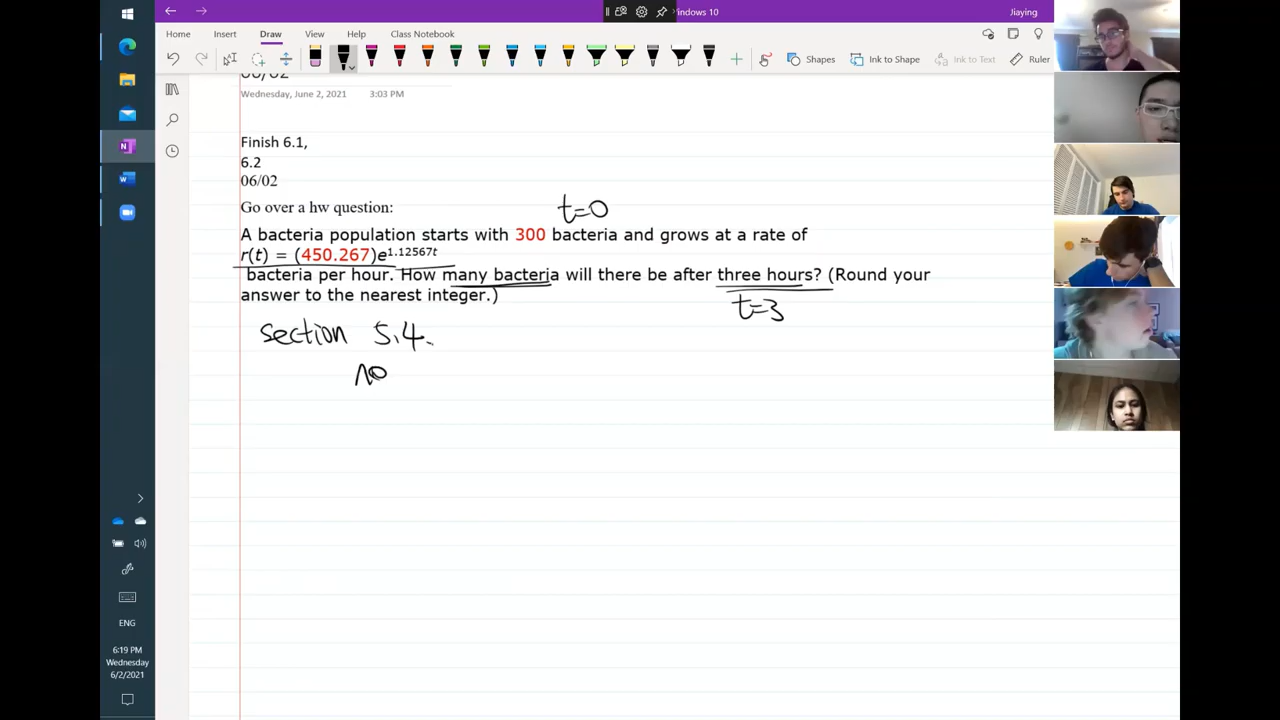 indows 10
Jiaying
Home Insert Draw View Help Class Notebook
Shapes Ink to Shape Ink to Text Ruler
06/02
Wednesday, June 2, 2021 3:03 PM
Finish 6.1,
6.2
06/02
Go over a hw question:
t=0
A bacteria population starts with 300 bacteria and grows at a rate of
r(t) = (450.267)e^1.12567t
bacteria per hour. How many bacteria will there be after three hours? (Round your
answer to the nearest integer.)
t=3
section 5.4.
no
ENG
6:19 PM
Wednesday
6/2/2021